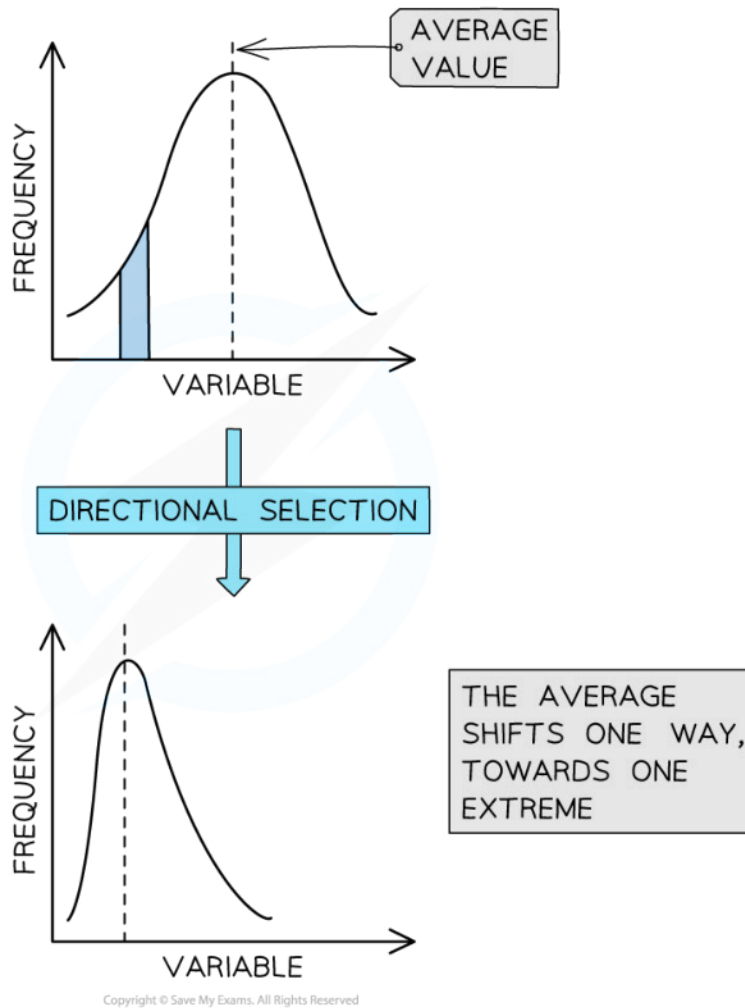 AVERAGE
VALUE
FREQUENCY
VARIABLE
DIRECTIONAL SELECTION
THE AVERAGE
SHIFTS ONE WAY,
TOWARDS ONE
EXTREME
FREQUENCY
VARIABLE
Copyright © Save My Exams. All Rights Reserved